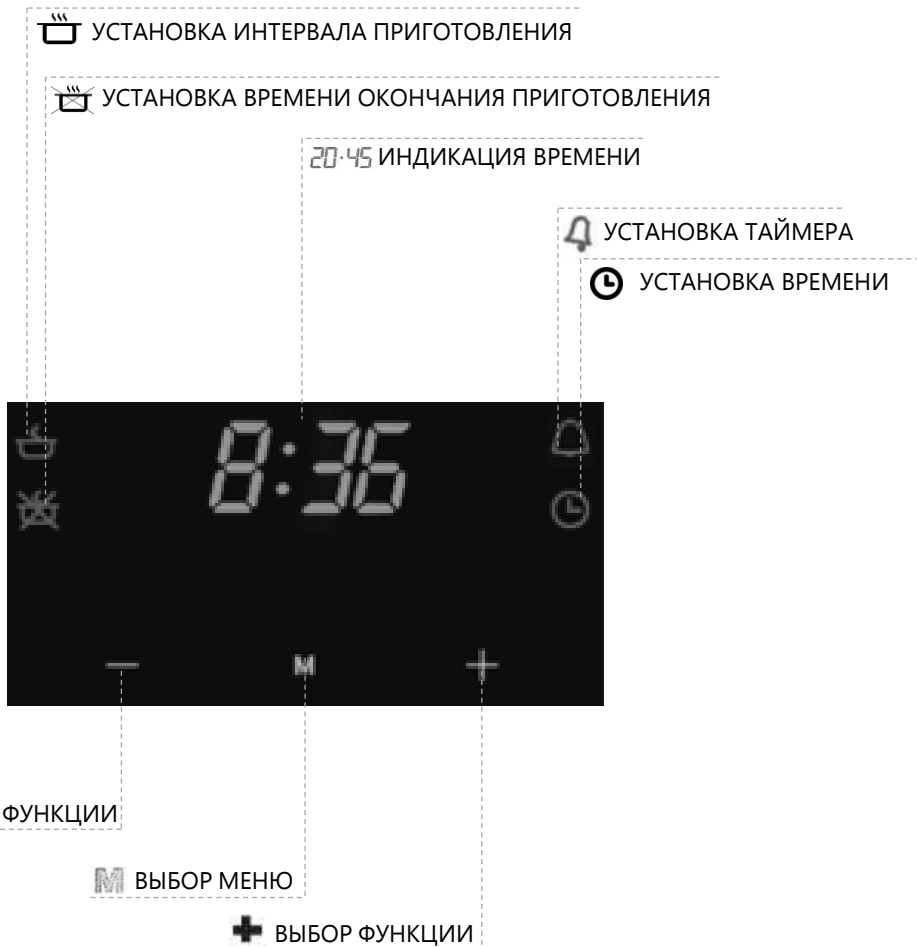 УСТАНОВКА ИНТЕРВАЛА ПРИГОТОВЛЕНИЯ
УСТАНОВКА ВРЕМЕНИ ОКОНЧАНИЯ ПРИГОТОВЛЕНИЯ
20·45 ИНДИКАЦИЯ ВРЕМЕНИ
УСТАНОВКА ТАЙМЕРА
УСТАНОВКА ВРЕМЕНИ
8:36
— M +
ФУНКЦИИ
M ВЫБОР МЕНЮ
+ ВЫБОР ФУНКЦИИ